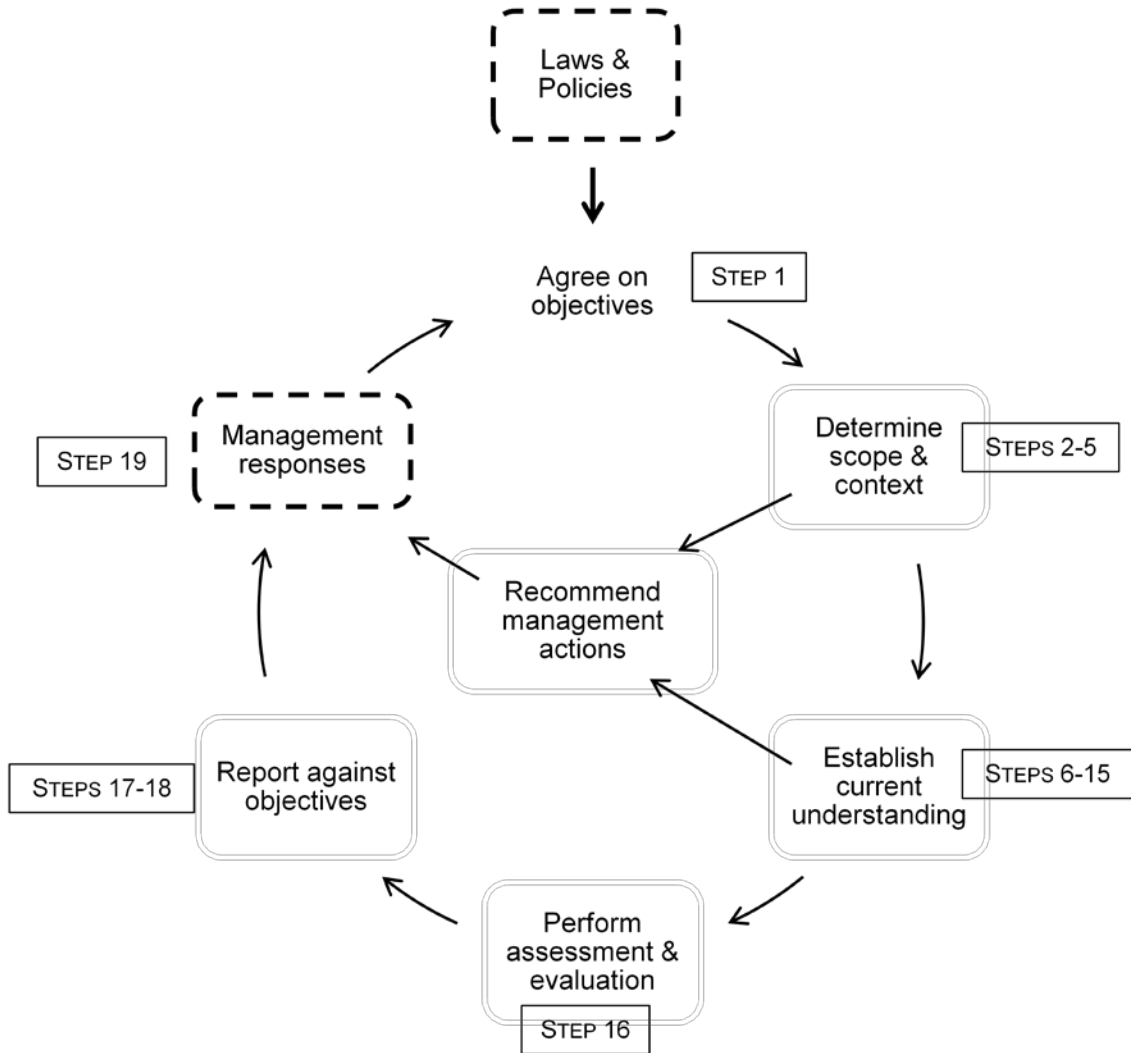 Laws &
Policies
Agree on
objectives
STEP 1
Determine
scope &
context
STEPS 2-5
Management
responses
STEP 19
Recommend
management
actions
Establish
current
understanding
STEPS 6-15
Report against
objectives
STEPS 17-18
Perform
assessment &
evaluation
STEP 16